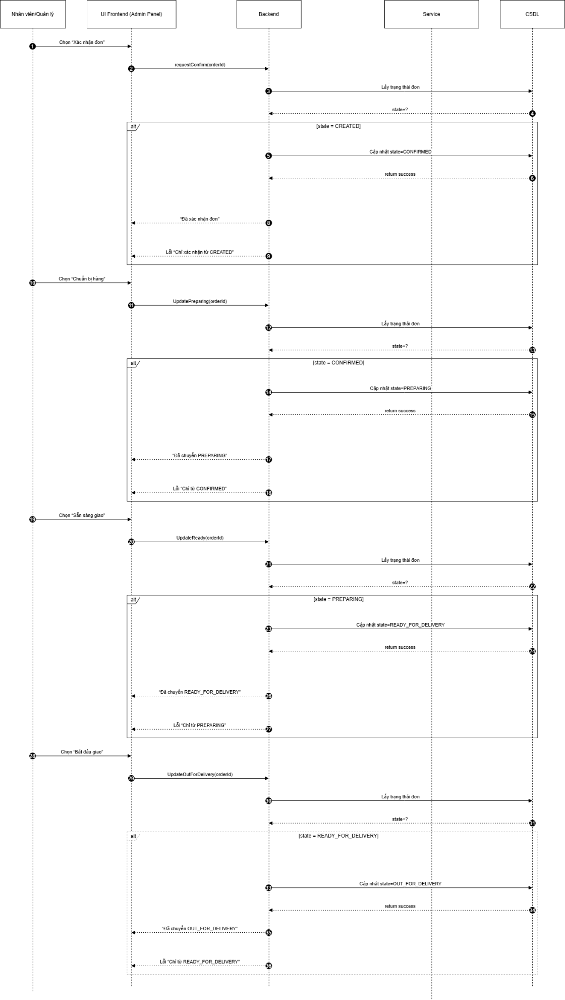 Nhân viên/Quản lý
UI Frontend (Admin Panel)
Backend
Service
CSDL
Chọn “Xác nhận đơn”
1
requestConfirm(orderId)
2
Lấy trạng thái đơn
3
state=?
4
alt
[state = CREATED]
Cập nhật state=CONFIRMED
5
return success
6
“Đã xác nhận đơn”
8
Lỗi “Chỉ xác nhận từ CREATED”
9
Chọn “Chuẩn bị hàng”
10
UpdatePreparing(orderId)
11
Lấy trạng thái đơn
12
state=?
13
alt
[state = CONFIRMED]
Cập nhật state=PREPARING
14
return success
15
“Đã chuyển PREPARING”
17
Lỗi “Chỉ từ CONFIRMED”
18
Chọn “Sẵn sàng giao”
19
UpdateReady(orderId)
20
Lấy trạng thái đơn
21
state=?
22
alt
[state = PREPARING]
Cập nhật state=READY_FOR_DELIVERY
23
return success
24
“Đã chuyển READY_FOR_DELIVERY”
26
Lỗi “Chỉ từ PREPARING”
27
Chọn “Bắt đầu giao”
28
UpdateOutForDelivery(orderId)
29
Lấy trạng thái đơn
30
state=?
31
alt
[state = READY_FOR_DELIVERY]
Cập nhật state=OUT_FOR_DELIVERY
33
return success
34
“Đã chuyển OUT_FOR_DELIVERY”
35
Lỗi “Chỉ từ READY_FOR_DELIVERY”
36